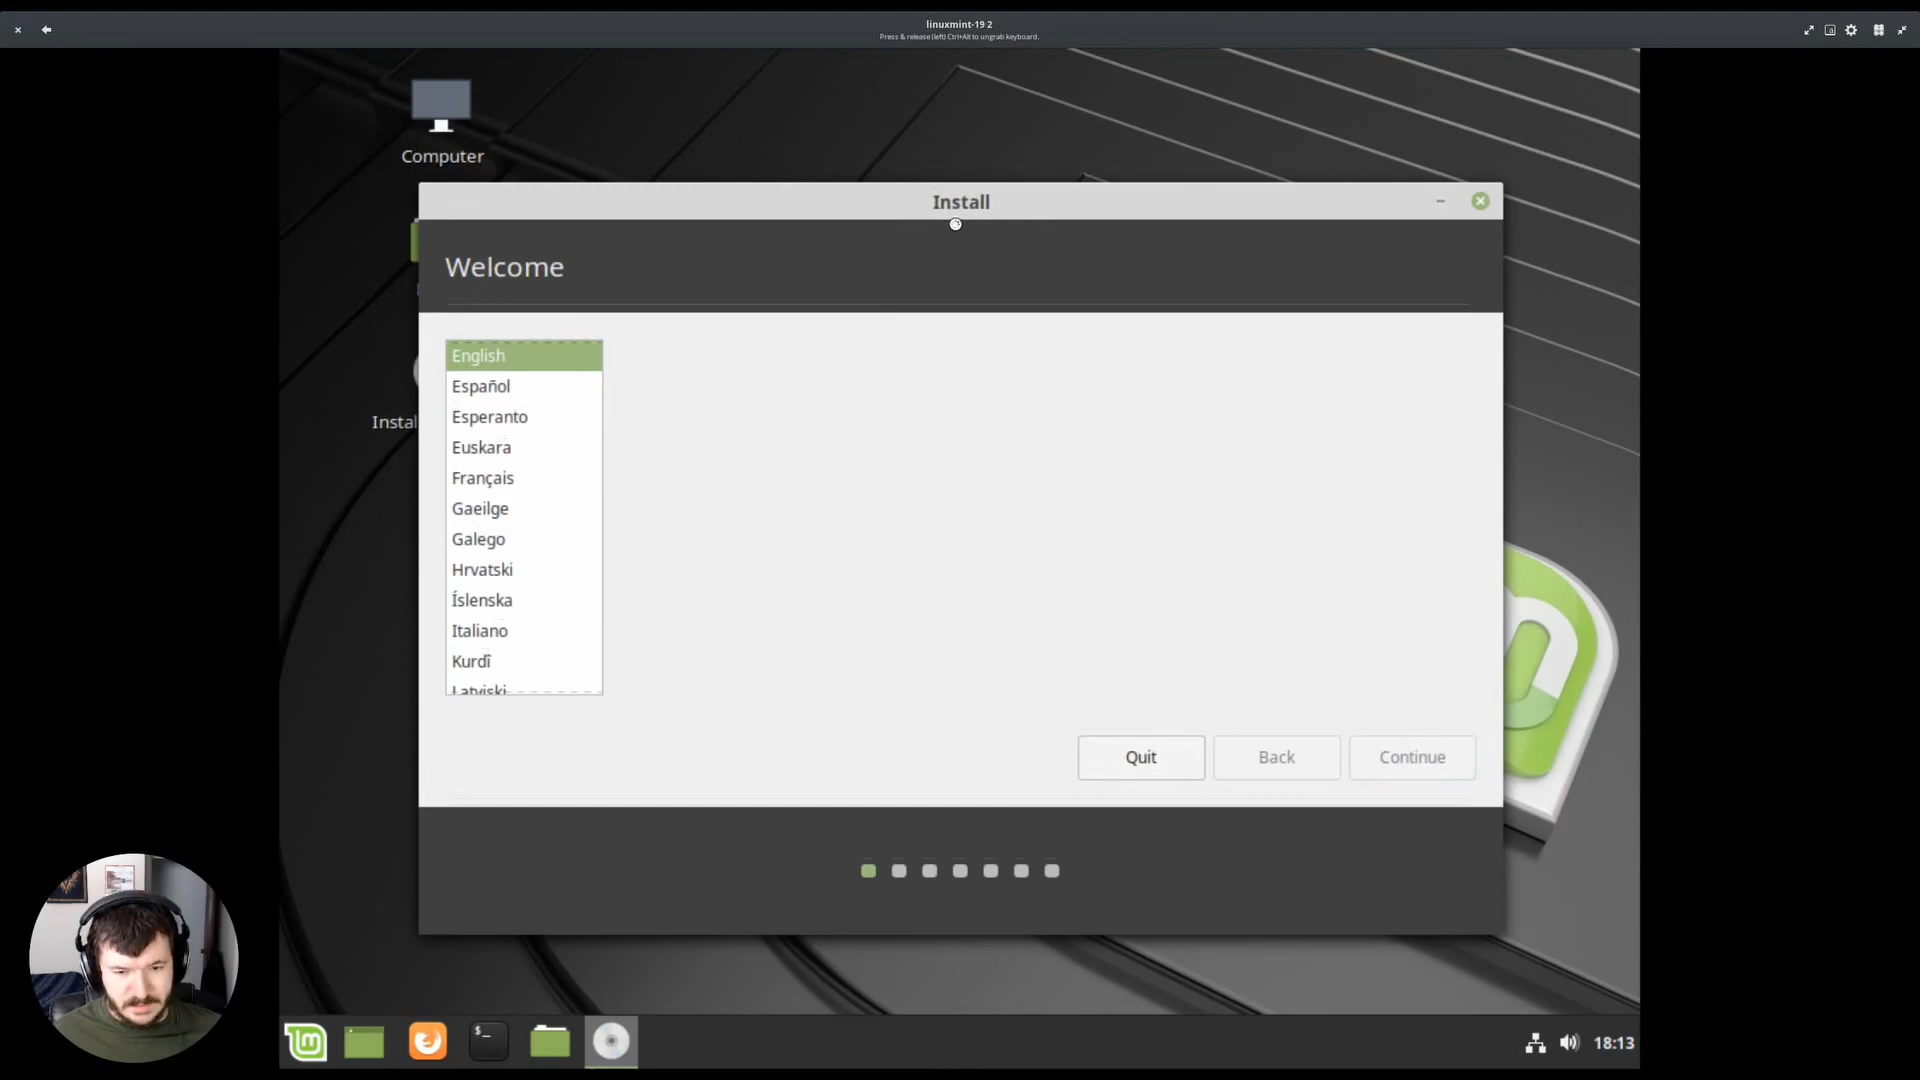 linuxmint-19 2
Press & release (left) Ctrl+Alt to ungrab keyboard.
Computer
Install
Welcome
English
Español
Esperanto
Euskara
Français
Gaeilge
Galego
Hrvatski
Íslenska
Italiano
Kurdî
Latviski
Instal
Quit
Back
Continue
$_
18:13